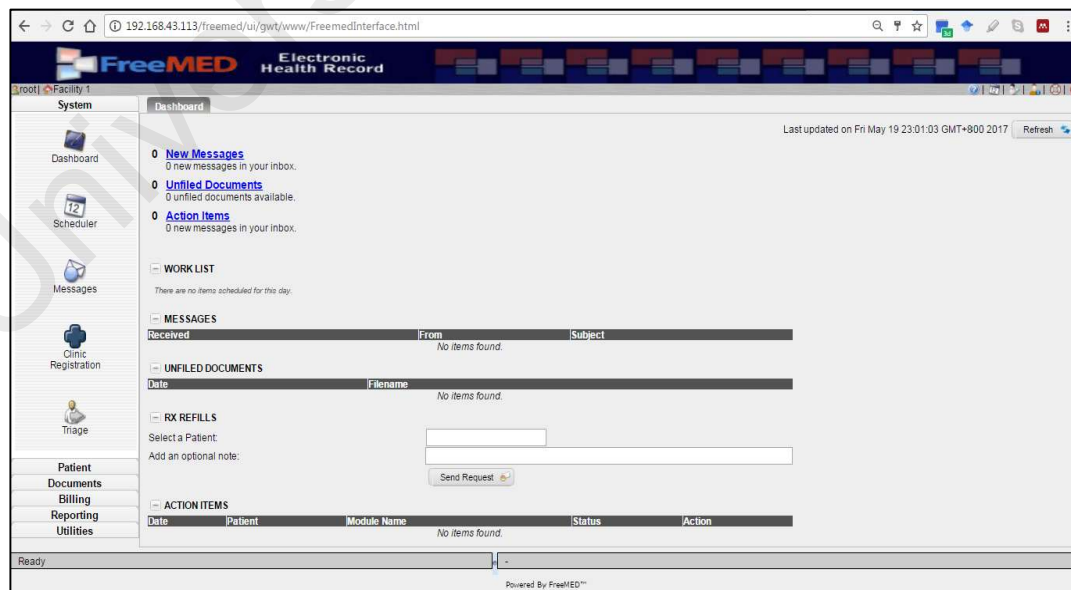 192.168.43.113/freemed/ui/gwt/www/FreemedInterface.html
FreeMED Electronic Health Record
root| Facility 1
System
Dashboard
Last updated on Fri May 19 23:01:03 GMT+800 2017 Refresh
Dashboard
Scheduler
Messages
Clinic
Registration
Triage
Patient
Documents
Billing
Reporting
Utilities
0 New Messages
0 new messages in your inbox.
0 Unfiled Documents
0 unfiled documents available.
0 Action Items
0 new messages in your inbox.
WORK LIST
There are no items scheduled for this day.
MESSAGES
Received From Subject
No items found.
UNFILED DOCUMENTS
Date Filename
No items found.
RX REFILLS
Select a Patient:
Add an optional note:
Send Request
ACTION ITEMS
Date Patient Module Name Status Action
No items found.
Ready -
Powered By FreeMED™